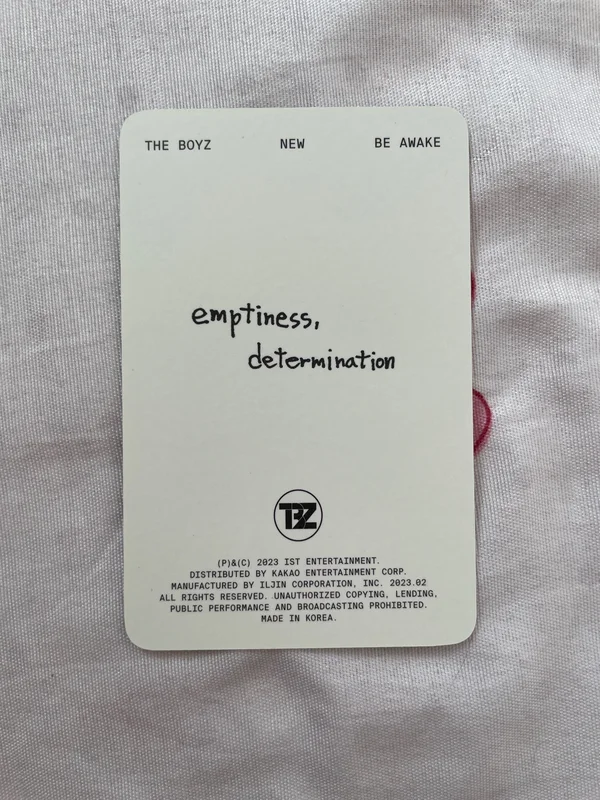 THE BOYZ NEW BE AWAKE
emptiness,
determination
TBZ
(P)&(C) 2023 IST ENTERTAINMENT.
DISTRIBUTED BY KAKAO ENTERTAINMENT CORP.
MANUFACTURED BY ILJIN CORPORATION, INC. 2023.02
ALL RIGHTS RESERVED. UNAUTHORIZED COPYING, LENDING,
PUBLIC PERFORMANCE AND BROADCASTING PROHIBITED.
MADE IN KOREA.